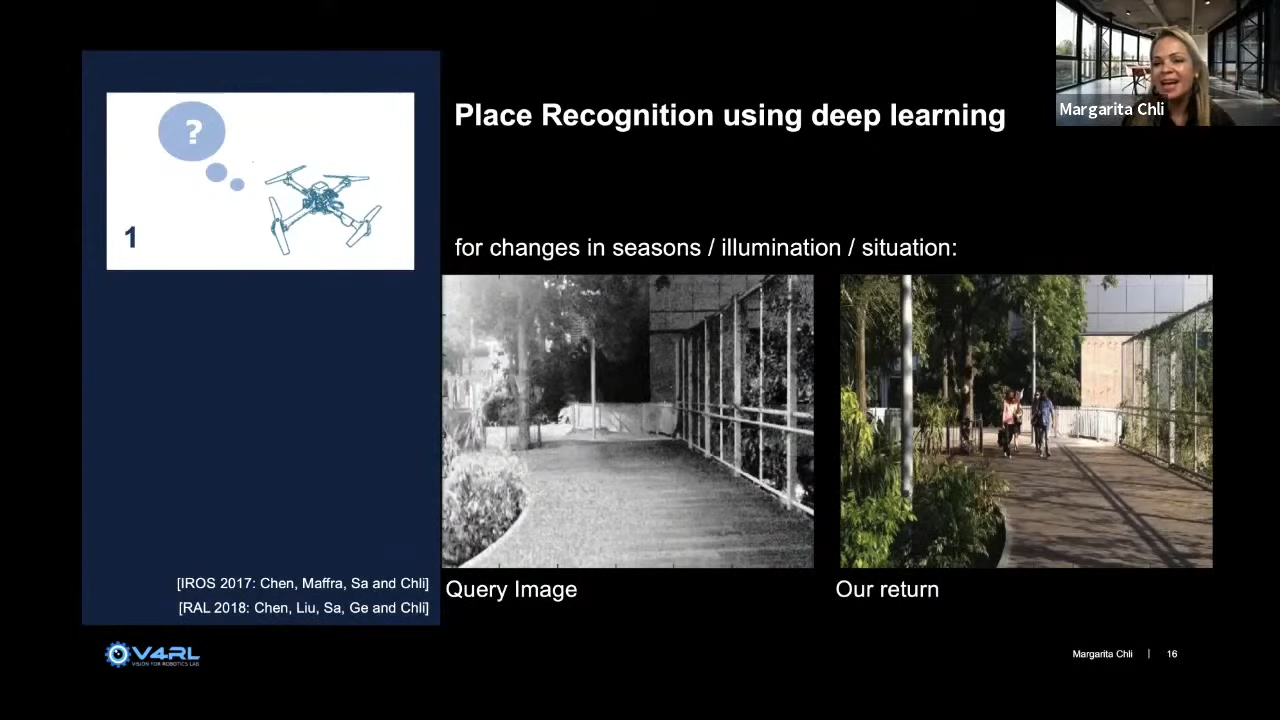 Margarita Chli
?
1
Place Recognition using deep learning
for changes in seasons / illumination / situation:
Query Image
Our return
[IROS 2017: Chen, Maffra, Sa and Chli]
[RAL 2018: Chen, Liu, Sa, Ge and Chli]
V4RL
VISION FOR ROBOTICS LAB
Margarita Chli | 16